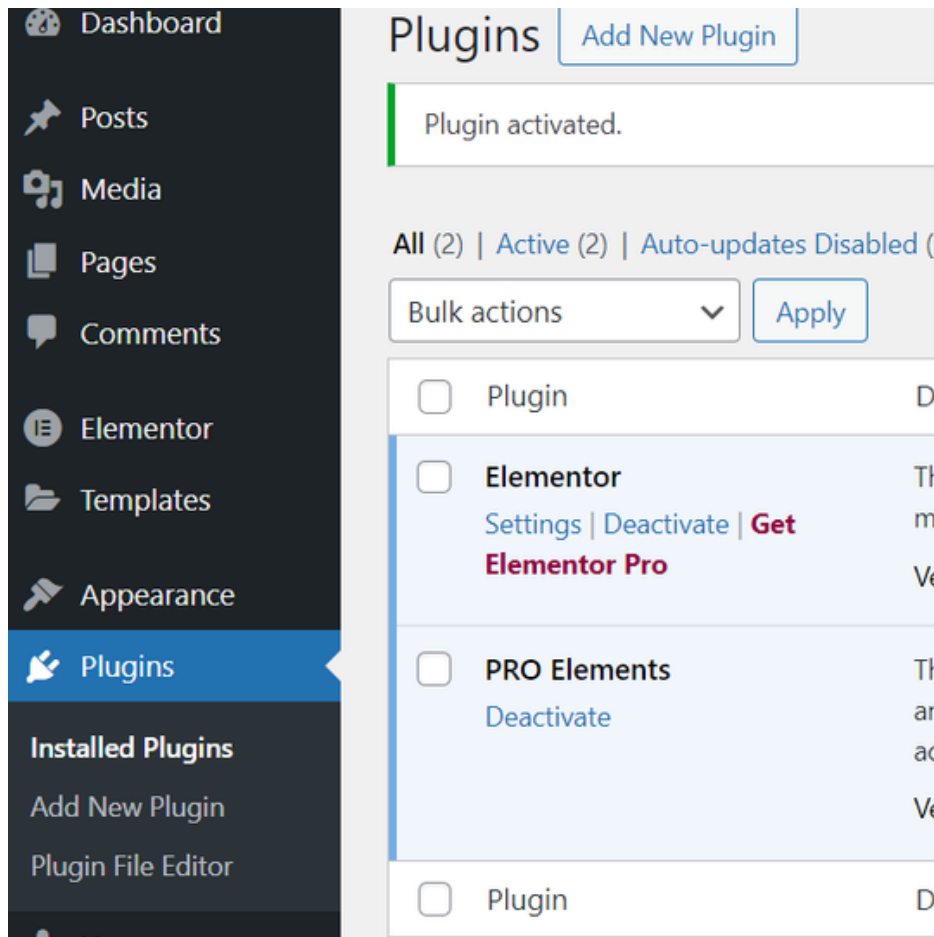 Dashboard
Posts
Media
Pages
Comments
Elementor
Templates
Appearance
Plugins
Installed Plugins
Add New Plugin
Plugin File Editor
Plugins
Add New Plugin
Plugin activated.
All (2) | Active (2) | Auto-updates Disabled (
Bulk actions
Apply
Plugin
Elementor
Settings | Deactivate | Get
Elementor Pro
PRO Elements
Deactivate
Plugin